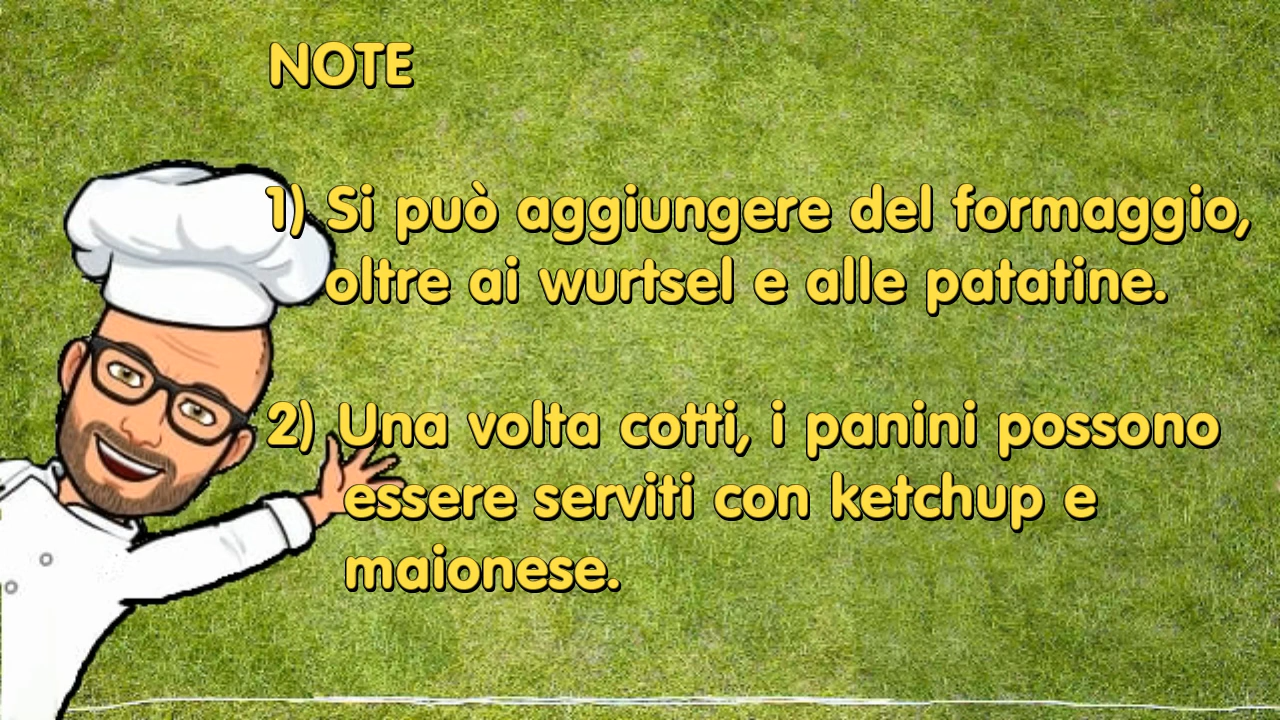 NOTE
1) Si può aggiungere del formaggio,
oltre ai wurtsel e alle patatine.
2) Una volta cotti, i panini possono
essere serviti con ketchup e
maionese.